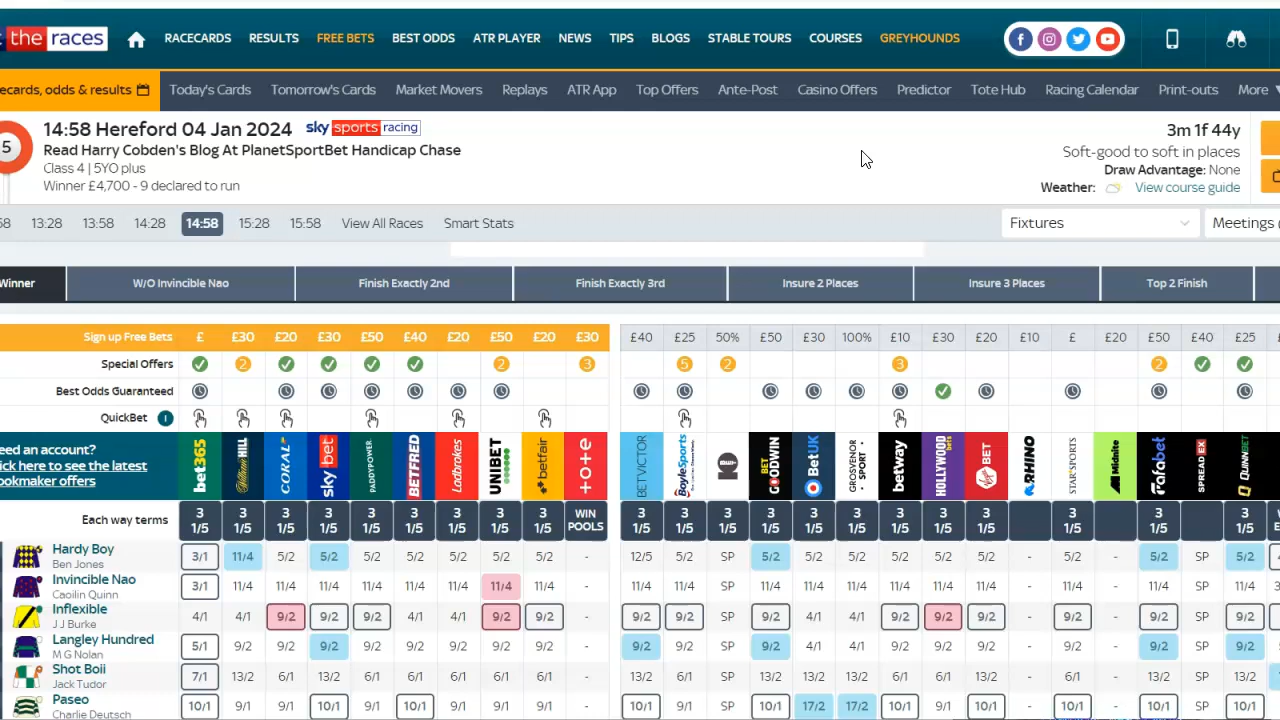 the races RACECARDS RESULTS FREE BETS BEST ODDS ATR PLAYER NEWS TIPS BLOGS STABLE TOURS COURSES GREYHOUNDS
ecards, odds & results Today's Cards Tomorrow's Cards Market Movers Replays ATR App Top Offers Ante-Post Casino Offers Predictor Tote Hub Racing Calendar Print-outs More
5 14:58 Hereford 04 Jan 2024 sky sports racing 3m 1f 44y
Read Harry Cobden's Blog At PlanetSportBet Handicap Chase Soft-good to soft in places
Class 4 | 5YO plus Draw Advantage: None
Winner £4,700 - 9 declared to run Weather: View course guide
58 13:28 13:58 14:28 14:58 15:28 15:58 View All Races Smart Stats Fixtures Meetings
Winner W/O Invincible Nao Finish Exactly 2nd Finish Exactly 3rd Insure 2 Places Insure 3 Places Top 2 Finish
Sign up Free Bets £ £30 £20 £30 £50 £40 £20 £50 £20 £30 £40 £25 50% £50 £30 100% £10 £30 £20 £10 £ £20 £50 £40 £25
Special Offers 2 2 3 5 2 3 2
Best Odds Guaranteed
QuickBet
eed an account?
ick here to see the latest
ookmaker offers
bet365 William HILL CORAL sky bet PADDYPOWER BETFRED Ladbrokes UNIBET betfair tote BETVICTOR BoyleSports BET GODWIN BetUK GROSVENOR SPORT betway HOLLYWOOD bets BET RHINO STAR SPORTS Midnite fafabet SPREADEX QUINNBET
Each way terms 3 3 3 3 3 3 3 3 3 WIN 3 3 3 3 3 3 3 3 3 3 3 3
1/5 1/5 1/5 1/5 1/5 1/5 1/5 1/5 1/5 POOLS 1/5 1/5 1/5 1/5 1/5 1/5 1/5 1/5 1/5 1/5 1/5 1/5
Hardy Boy 3/1 11/4 5/2 5/2 5/2 5/2 5/2 5/2 5/2 - 12/5 5/2 SP 5/2 5/2 5/2 5/2 5/2 5/2 - 5/2 - 5/2 SP 5/2
Ben Jones
Invincible Nao 3/1 11/4 11/4 11/4 11/4 11/4 11/4 11/4 11/4 - 11/4 11/4 SP 11/4 11/4 11/4 11/4 11/4 11/4 - 11/4 - 11/4 SP 11/4
Caoilin Quinn
Inflexible 4/1 4/1 9/2 9/2 9/2 4/1 4/1 9/2 9/2 - 9/2 9/2 SP 9/2 4/1 4/1 9/2 9/2 9/2 - 9/2 - 9/2 SP 9/2
J J Burke
Langley Hundred 5/1 9/2 9/2 9/2 9/2 9/2 9/2 9/2 9/2 - 9/2 9/2 SP 9/2 4/1 4/1 9/2 9/2 9/2 - 9/2 - 9/2 SP 9/2
M G Nolan
Shot Boii 7/1 13/2 6/1 13/2 6/1 6/1 6/1 6/1 6/1 - 13/2 6/1 SP 13/2 13/2 13/2 6/1 6/1 6/1 - 6/1 - 13/2 SP 13/2
Jack Tudor
Paseo 10/1 9/1 9/1 10/1 9/1 10/1 9/1 9/1 9/1 - 10/1 9/1 SP 10/1 17/2 17/2 10/1 9/1 10/1 - 10/1 - 10/1 SP 10/1
Charlie Deutsch